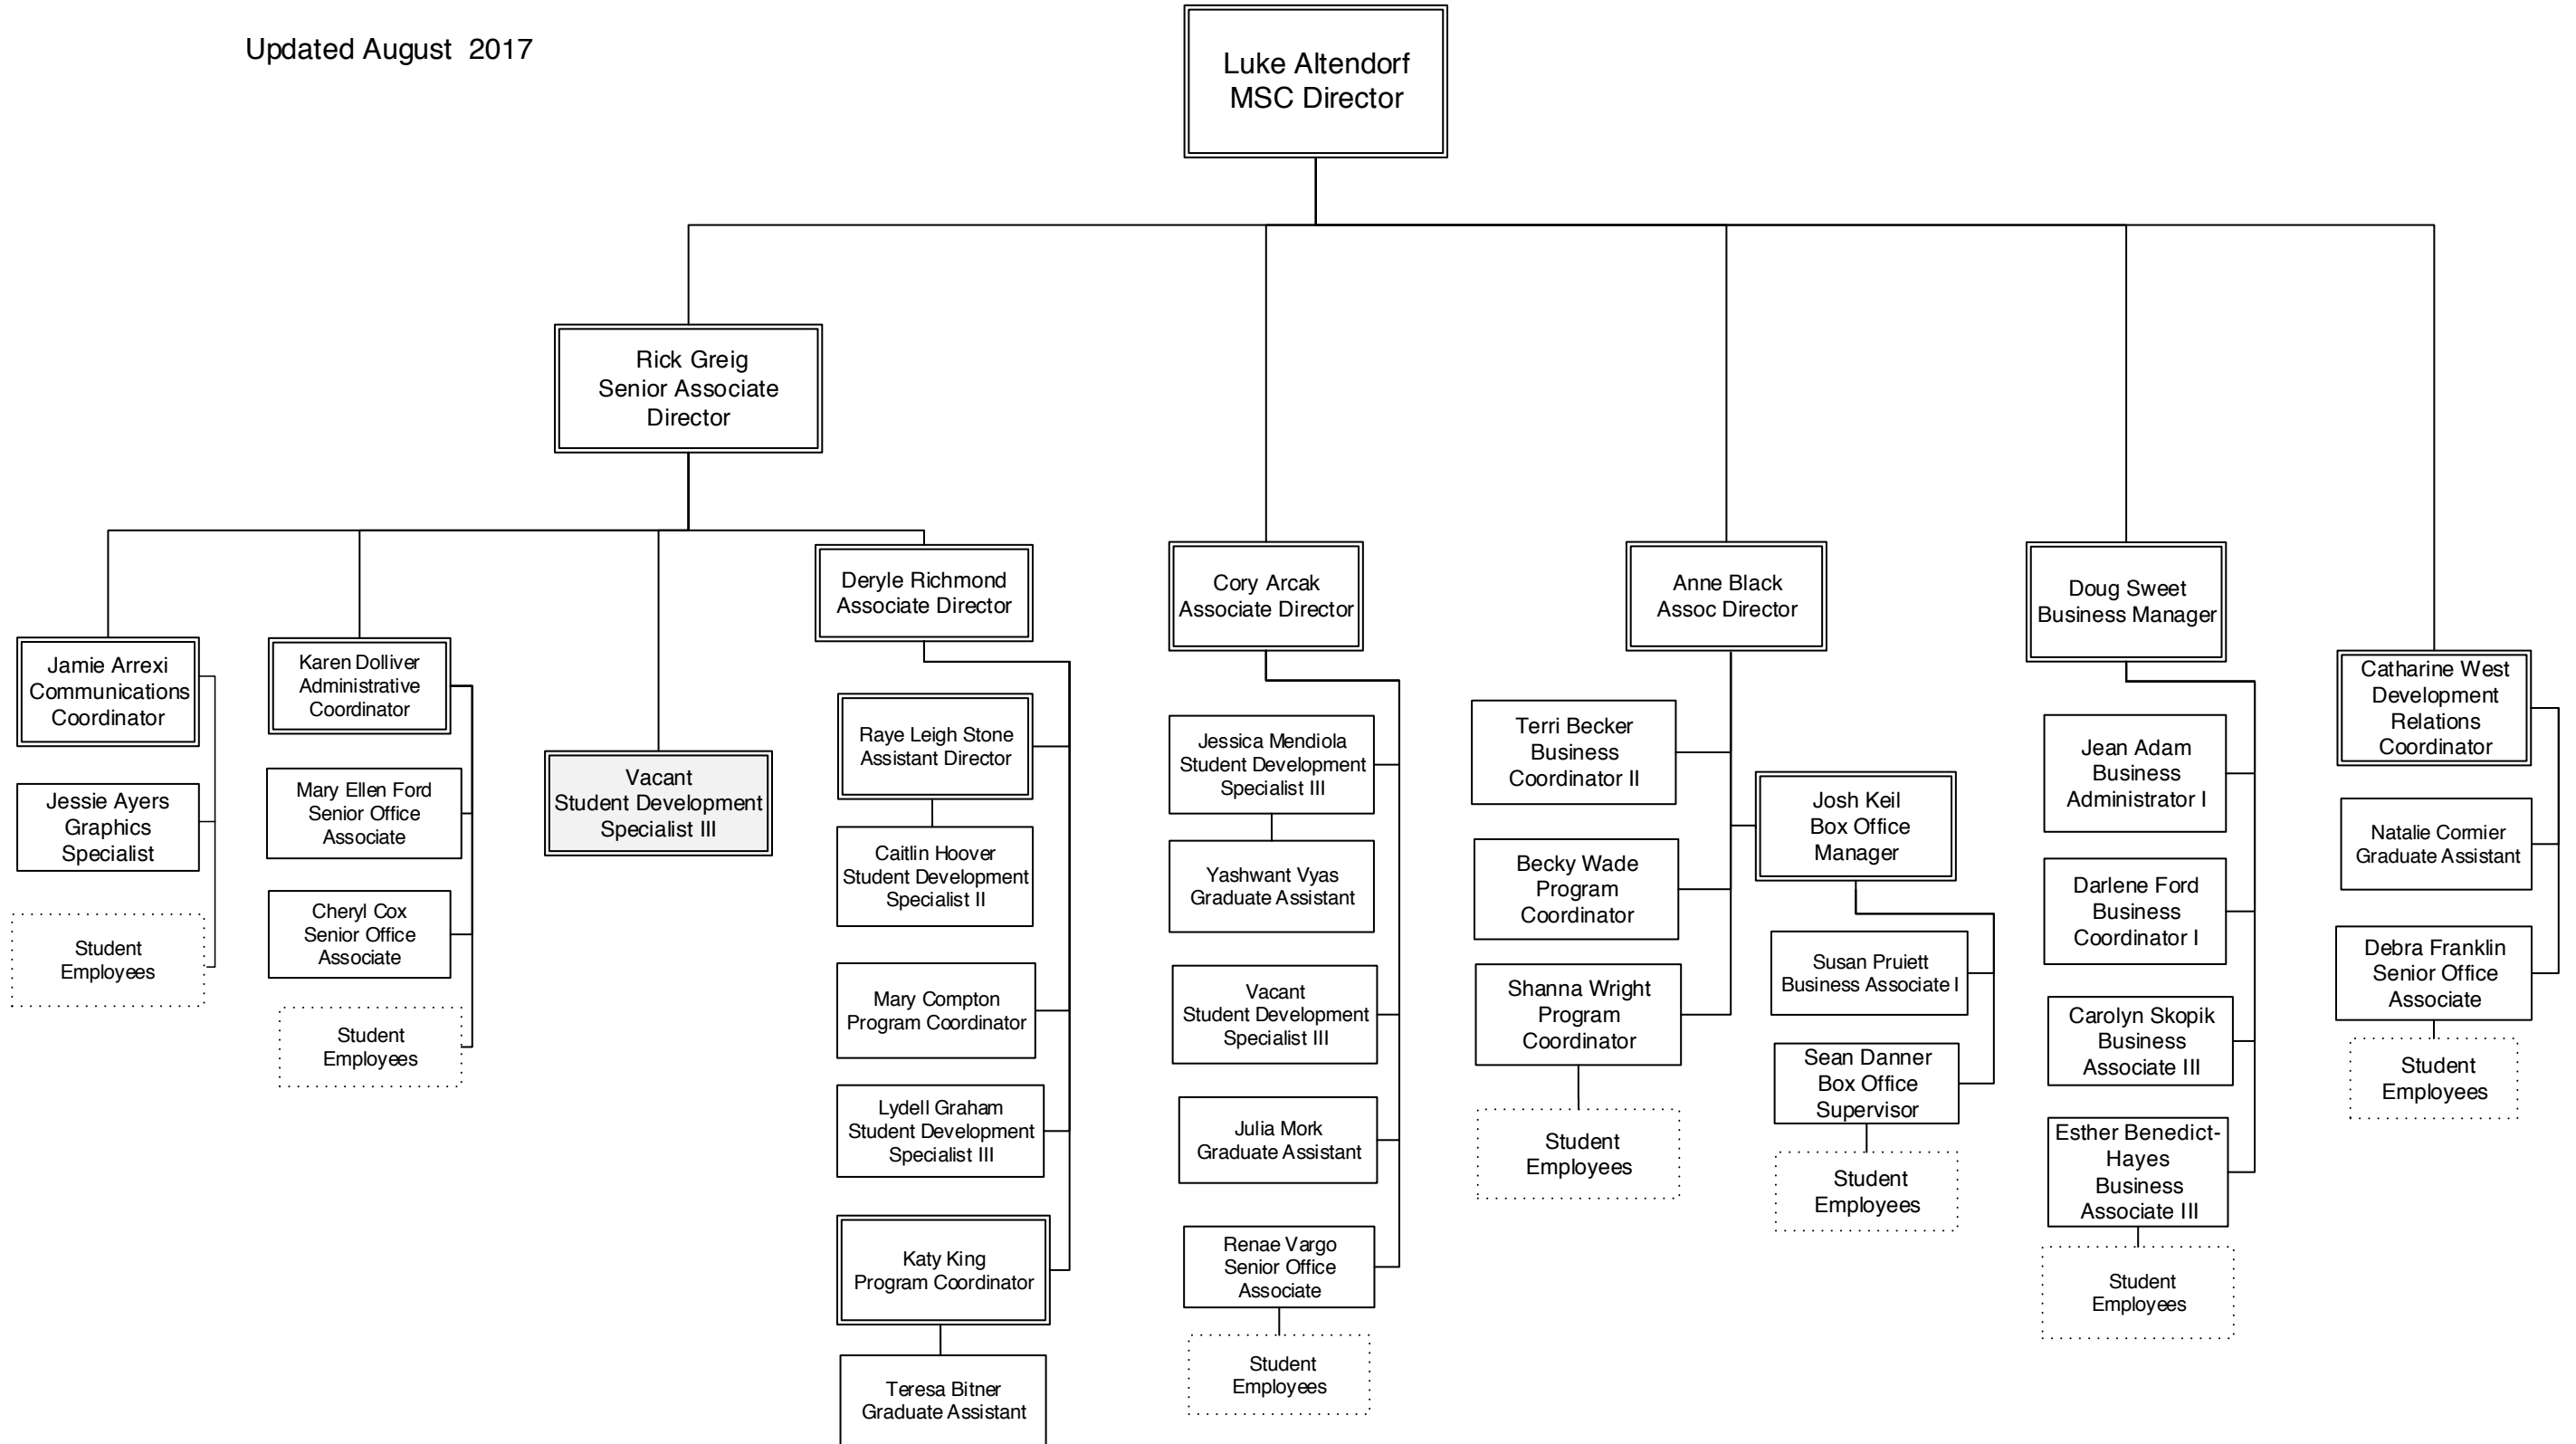 Updated August 2017
Luke Altendorf
MSC Director
Rick Greig
Senior Associate
Director
Jamie Arrexi
Communications
Coordinator
Jessie Ayers
Graphics
Specialist
Student
Employees
Karen Dolliver
Administrative
Coordinator
Mary Ellen Ford
Senior Office
Associate
Cheryl Cox
Senior Office
Associate
Student
Employees
Vacant
Student Development
Specialist III
Deryle Richmond
Associate Director
Raye Leigh Stone
Assistant Director
Caitlin Hoover
Student Development
Specialist II
Mary Compton
Program Coordinator
Lydell Graham
Student Development
Specialist III
Katy King
Program Coordinator
Teresa Bitner
Graduate Assistant
Cory Arcak
Associate Director
Jessica Mendiola
Student Development
Specialist III
Yashwant Vyas
Graduate Assistant
Vacant
Student Development
Specialist III
Julia Mork
Graduate Assistant
Renae Vargo
Senior Office
Associate
Student
Employees
Anne Black
Assoc Director
Terri Becker
Business
Coordinator II
Becky Wade
Program
Coordinator
Shanna Wright
Program
Coordinator
Student
Employees
Josh Keil
Box Office
Manager
Susan Pruiett
Business Associate I
Sean Danner
Box Office
Supervisor
Student
Employees
Doug Sweet
Business Manager
Jean Adam
Business
Administrator I
Darlene Ford
Business
Coordinator I
Carolyn Skopik
Business
Associate III
Esther Benedict-
Hayes
Business
Associate III
Student
Employees
Catharine West
Development
Relations
Coordinator
Natalie Cormier
Graduate Assistant
Debra Franklin
Senior Office
Associate
Student
Employees